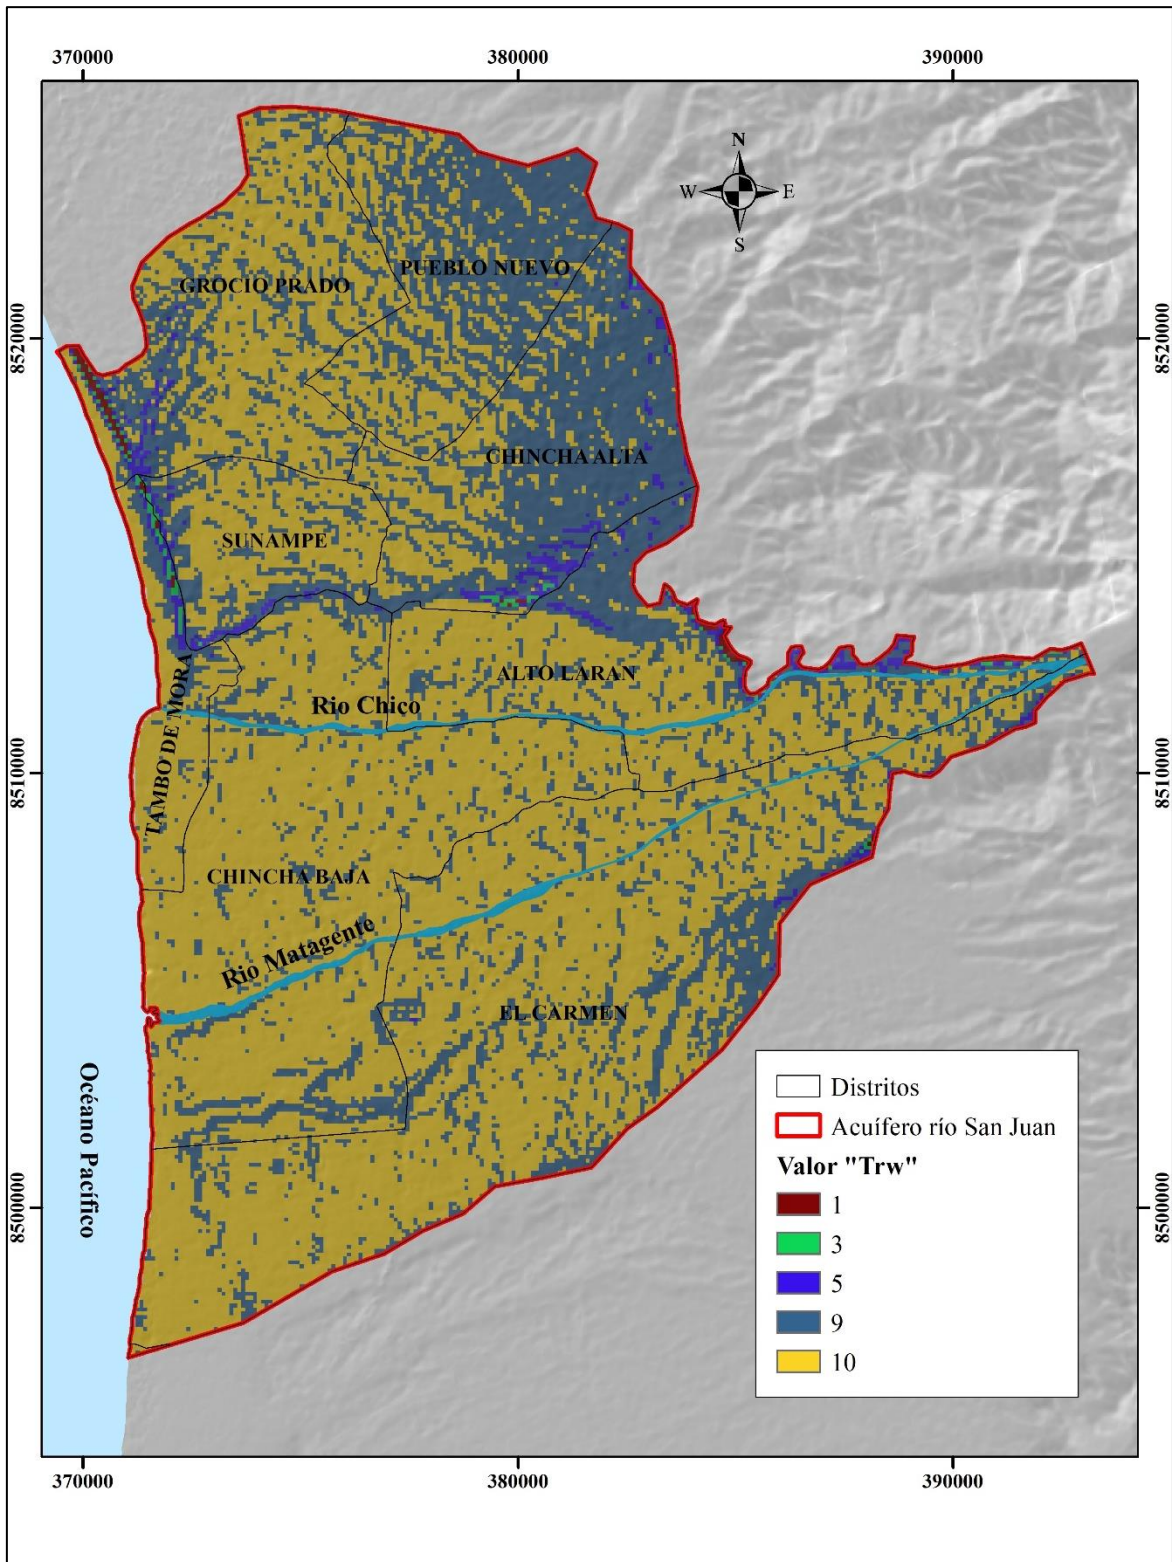 370000
380000
390000
N
W
E
S
PUEBLO NUEVO
GROCIO PRADO
8520000
8520000
CHINCHA ALTA
SUNAMPE
ALTO LARAN
Rio Chico
TAMBO DE MORA
8510000
8510000
CHINCHA BAJA
Rio Matagente
EL CARMEN
Océano Pacífico
Distritos
Acuífero río San Juan
Valor "Trw"
1
3
5
9
10
8500000
8500000
370000
380000
390000